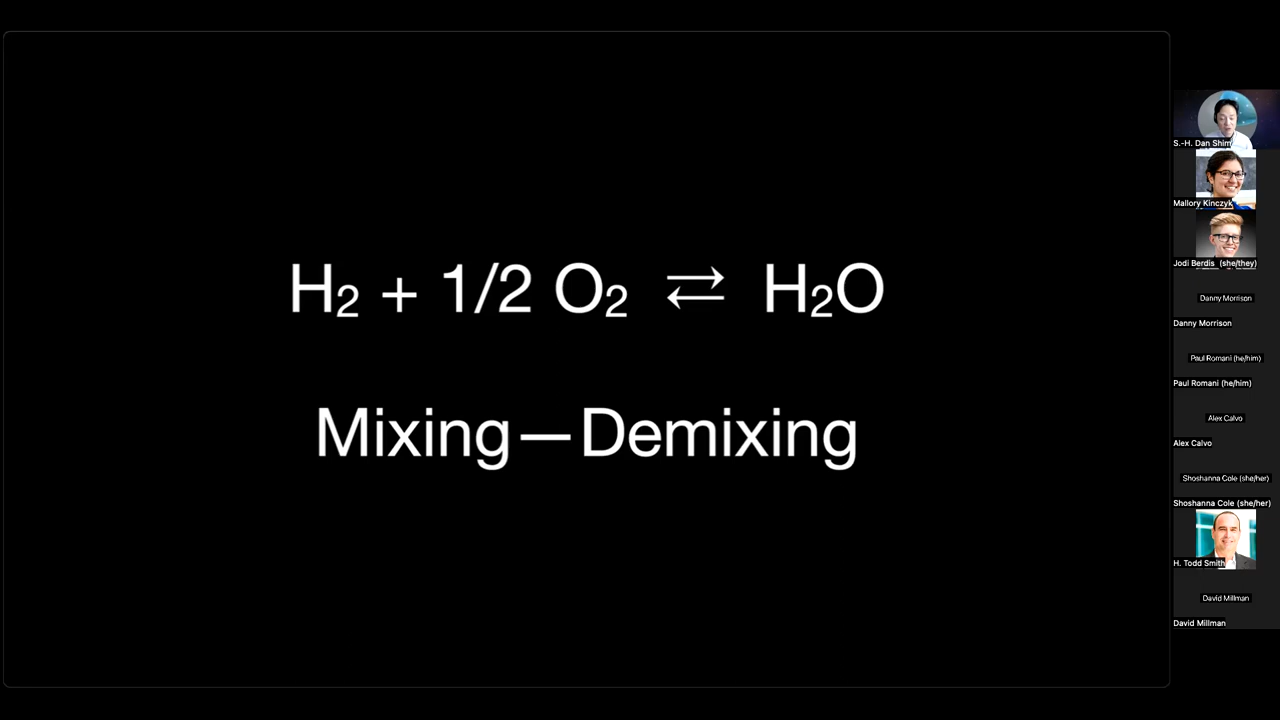 H₂ + 1/2 O₂ ⇄ H₂O
Mixing—Demixing
S.-H. Dan Shim
Mallory Kinczyk
Jodi Berdis (she/they)
Danny Morrison
Danny Morrison
Paul Romani (he/him)
Paul Romani (he/him)
Alex Calvo
Alex Calvo
Shoshanna Cole (she/her)
Shoshanna Cole (she/her)
H. Todd Smith
David Millman
David Millman